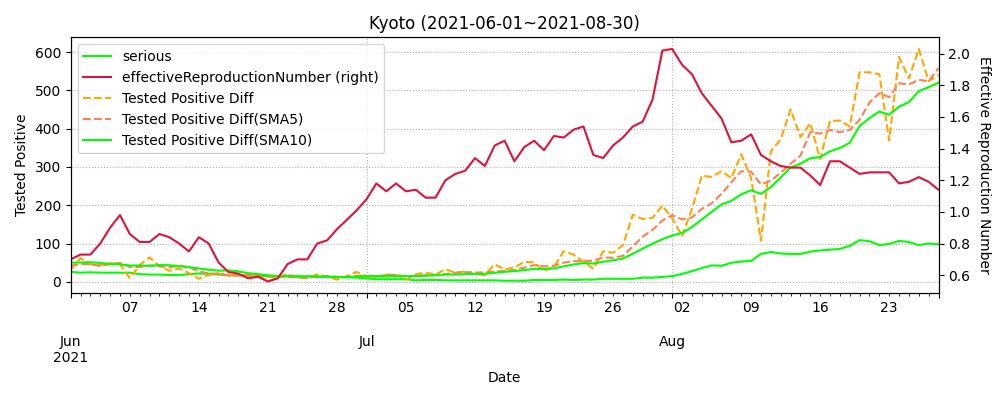 Kyoto (2021-06-01~2021-08-30)
serious
effectiveReproductionNumber (right)
Tested Positive Diff
Tested Positive Diff(SMA5)
Tested Positive Diff(SMA10)
Tested Positive
600
500
400
300
200
100
0
2.0
1.8
1.6
1.4
1.2
1.0
0.8
0.6
Effective Reproduction Number
07 14 21 28 05 12 19 26 02 09 16 23
Jun Jul Aug
2021
Date